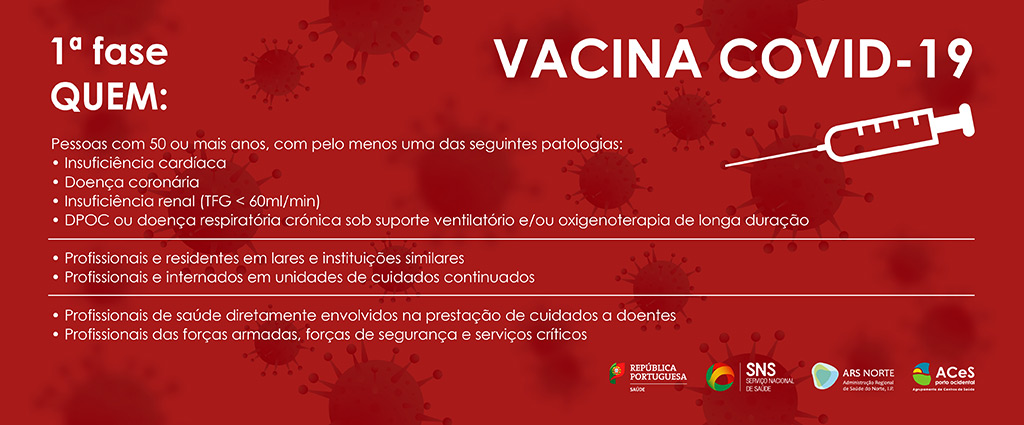 1ª fase
QUEM:
VACINA COVID-19
Pessoas com 50 ou mais anos, com pelo menos uma das seguintes patologias:
• Insuficiência cardíaca
• Doença coronária
• Insuficiência renal (TFG < 60ml/min)
• DPOC ou doença respiratória crónica sob suporte ventilatório e/ou oxigenoterapia de longa duração
• Profissionais e residentes em lares e instituições similares
• Profissionais e internados em unidades de cuidados continuados
• Profissionais de saúde diretamente envolvidos na prestação de cuidados a doentes
• Profissionais das forças armadas, forças de segurança e serviços críticos
REPÚBLICA
PORTUGUESA
SAÚDE
SNS
SERVIÇO NACIONAL
DE SAÚDE
ARS NORTE
Administração Regional
de Saúde do Norte, I.P.
ACeS
porto ocidental
Agrupamento de Centros de Saúde